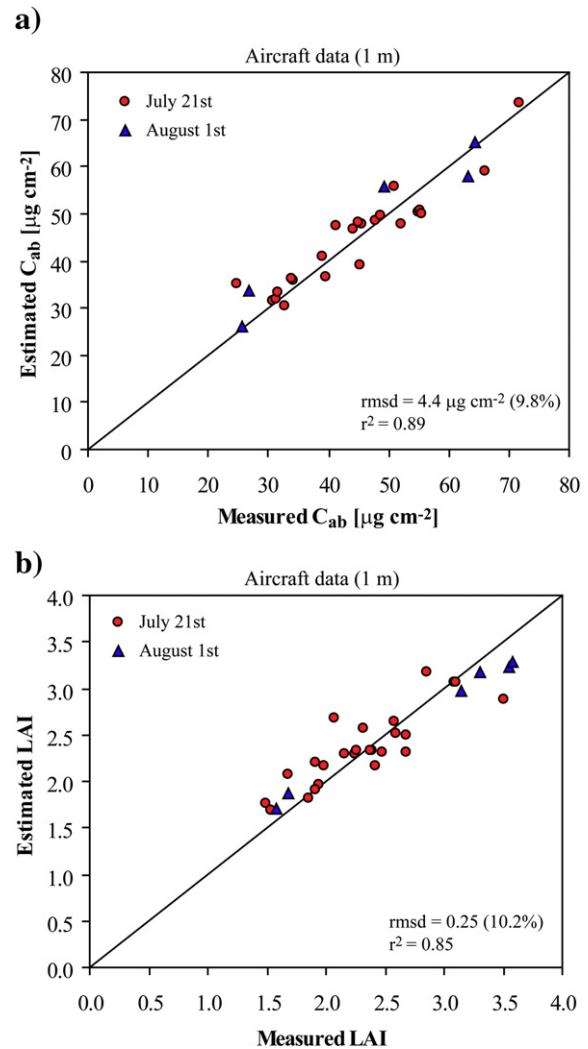 a)
Aircraft data (1 m)
80
70
60
50
40
30
20
10
0
July 21st
August 1st
Estimated Cab [μg cm-2]
rmsd = 4.4 μg cm-2 (9.8%)
r2 = 0.89
0 10 20 30 40 50 60 70 80
Measured Cab [μg cm-2]
b)
Aircraft data (1 m)
4.0
3.5
3.0
2.5
2.0
1.5
1.0
0.5
0.0
July 21st
August 1st
Estimated LAI
rmsd = 0.25 (10.2%)
r2 = 0.85
0.0 0.5 1.0 1.5 2.0 2.5 3.0 3.5 4.0
Measured LAI